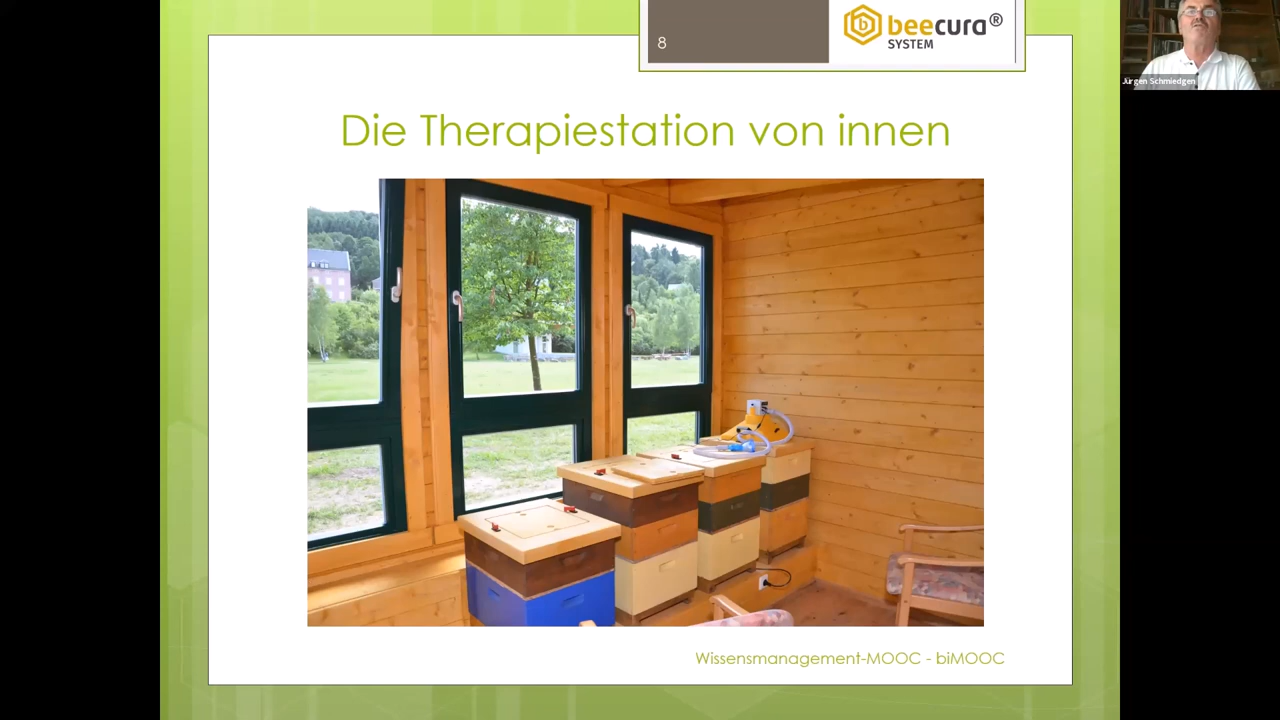 8
beecura®
SYSTEM
Jürgen Schmiedgen
Die Therapiestation von innen
Wissensmanagement-MOOC - biMOOC